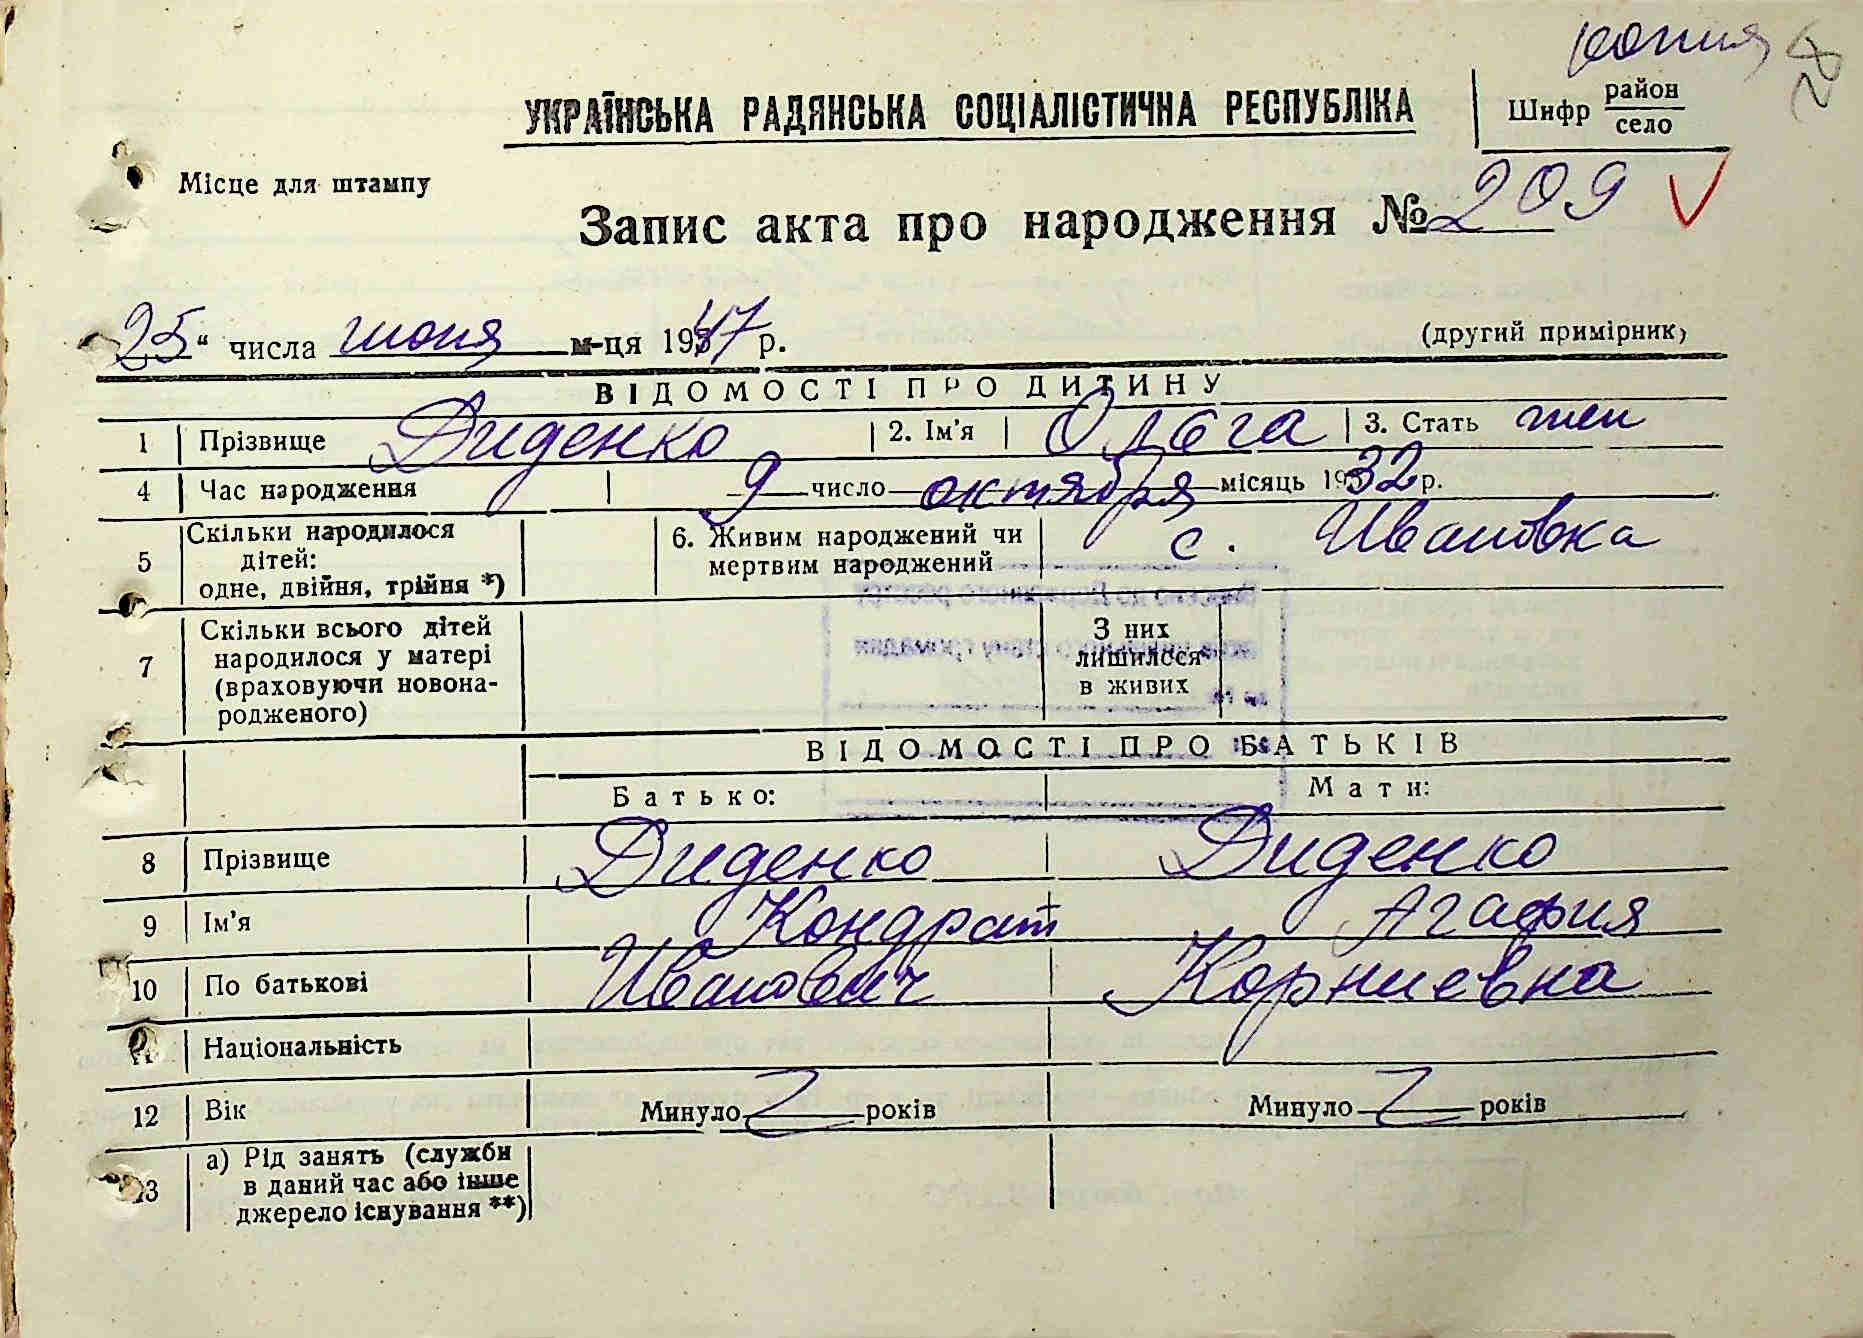 копия
28
УКРАЇНСЬКА РАДЯНСЬКА СОЦІАЛІСТИЧНА РЕСПУБЛІКА
Шифр район
село
Місце для штампу
Запис акта про народження № 209
25 " числа июня м-ця 1947 р. (другий примірник)
ВІДОМОСТІ ПРО ДИТИНУ
1 Прізвище Диденко 2. Ім'я Ольга 3. Стать жен
4 Час народження 9 число октября місяць 1932 р.
5 Скільки народилося дітей: одне, двійня, трійня *) 6. Живим народжений чи мертвим народжений с. Ивановка
7 Скільки всього дітей народилося у матері (враховуючи новонародженого) З них лишилося в живих
ВІДОМОСТІ ПРО БАТЬКІВ
Батько: Мати:
8 Прізвище Диденко Диденко
9 Ім'я Кондрат Агафия
10 По батькові Иванович Корниевна
11 Національність
12 Вік Минуло Z років Минуло Z років
13 а) Рід занять (служби в даний час або інше джерело існування **)